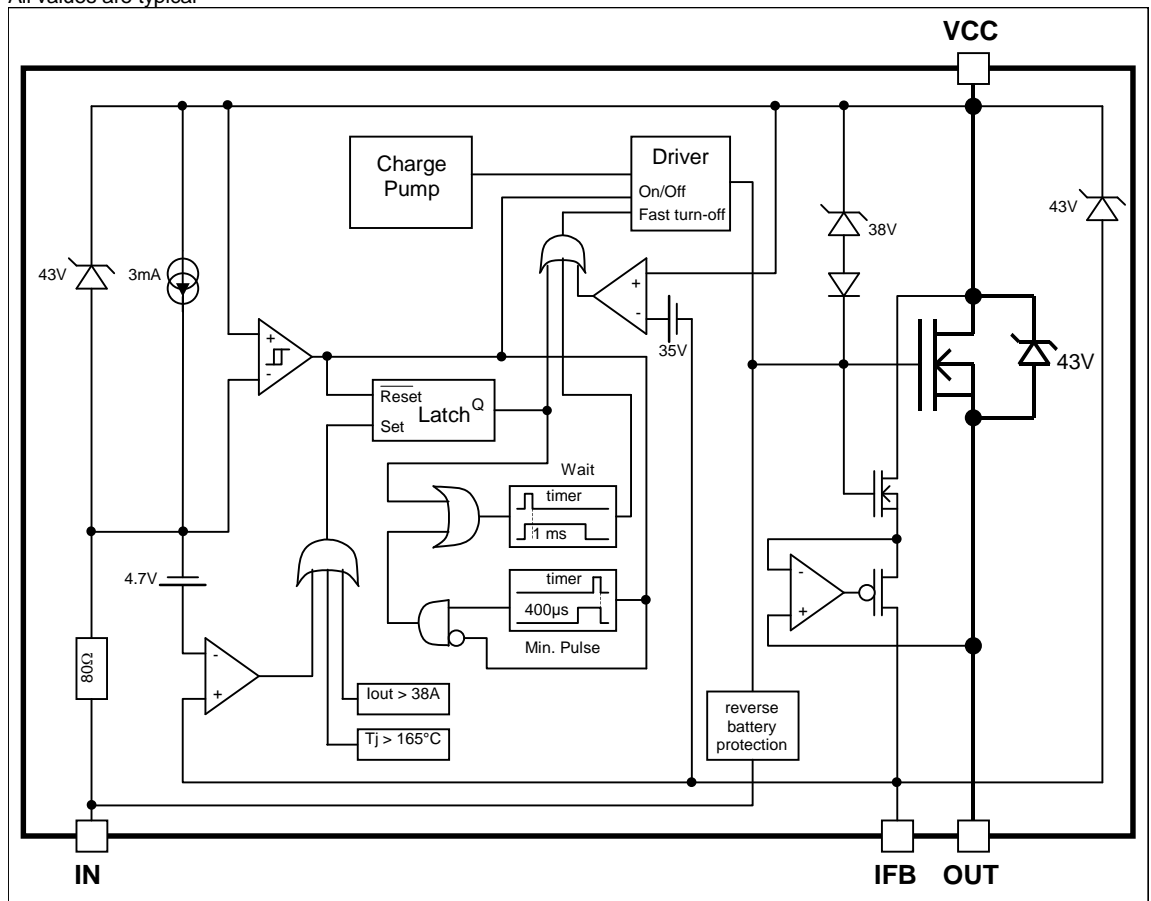 All values are typical
VCC
Charge
Pump
Driver
On/Off
Fast turn-off
43V
3mA
38V
43V
+
-
+
-
35V
43V
Reset
Latch
Q
Set
Wait
timer
1 ms
4.7V
timer
400µs
Min. Pulse
-
+
80Ω
-
+
Iout > 38A
Tj > 165°C
reverse
battery
protection
IN
IFB
OUT